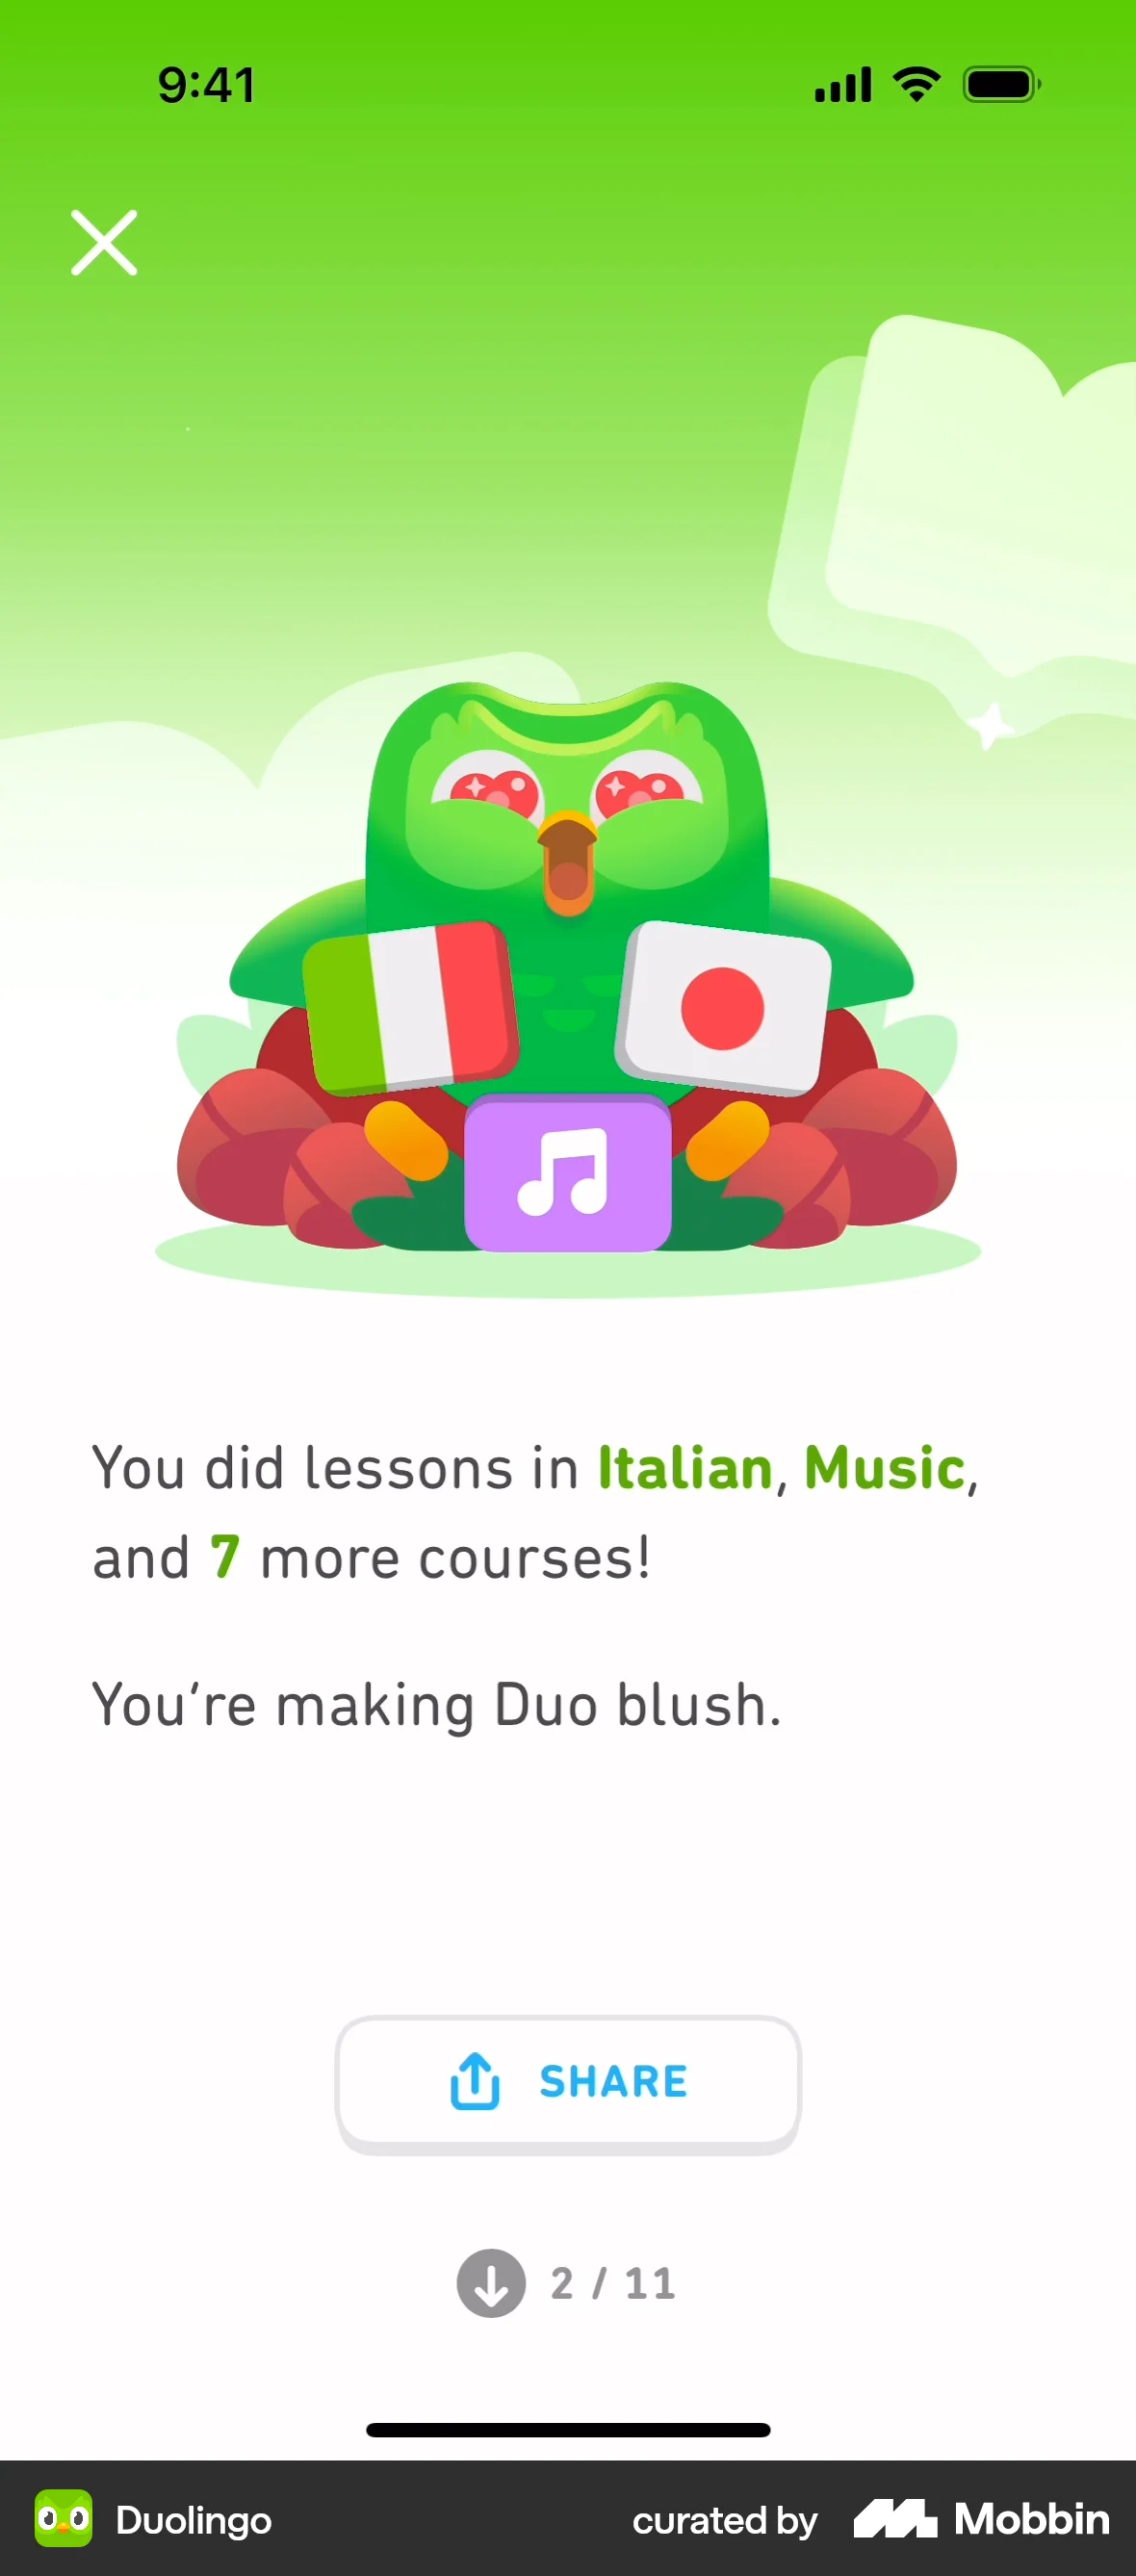 9:41
You did lessons in Italian, Music,
and 7 more courses!
You‘re making Duo blush.
SHARE
2 / 11
Duolingo
curated by Mobbin